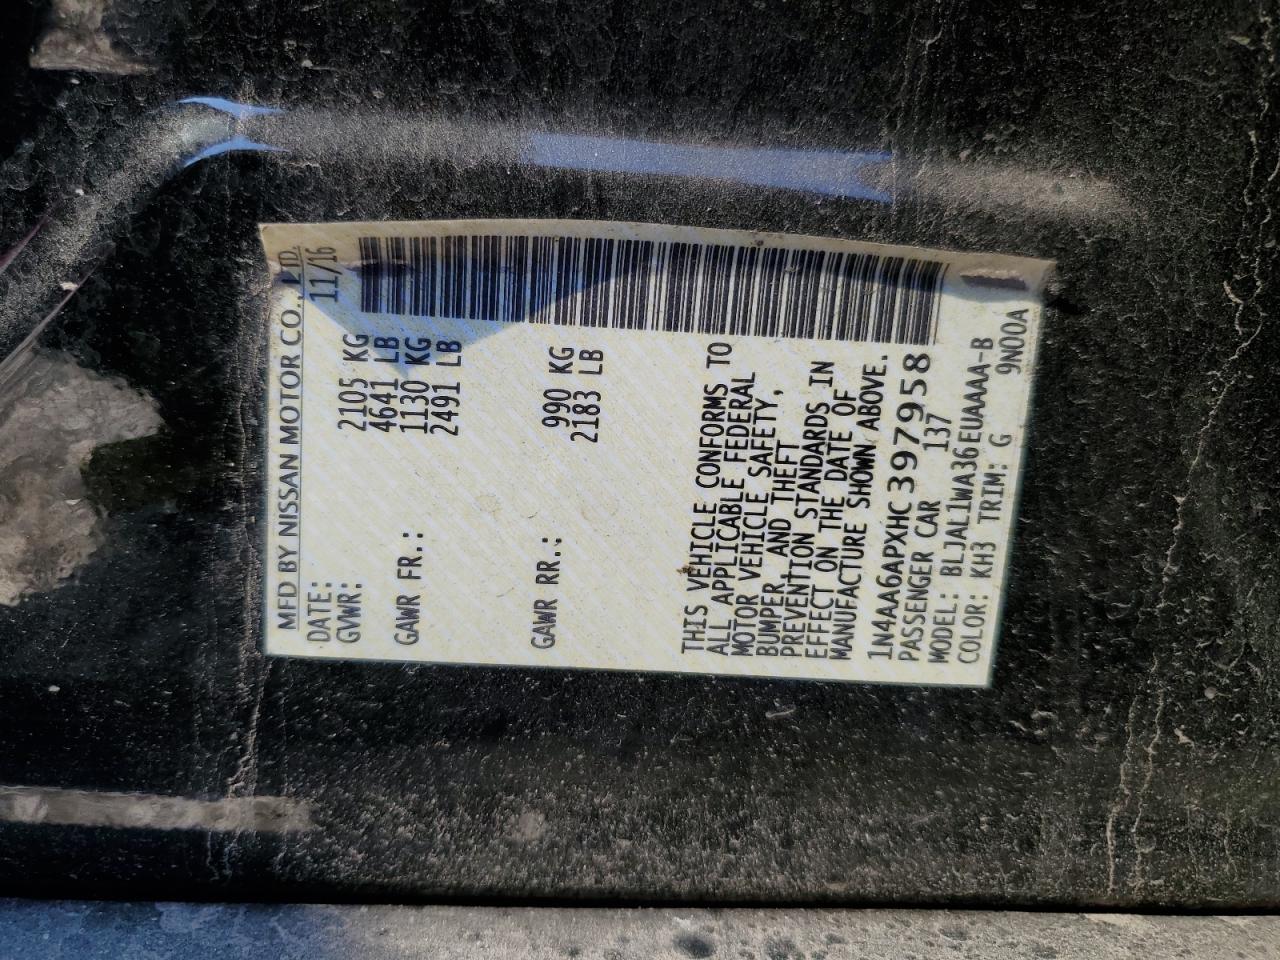 MFD BY NISSAN MOTOR CO., LTD.
DATE: 11/16
GVWR: 2105 KG
4641 LB
GAWR FR.: 1130 KG
2491 LB
GAWR RR.: 990 KG
2183 LB
THIS VEHICLE CONFORMS TO
ALL APPLICABLE FEDERAL
MOTOR VEHICLE SAFETY,
BUMPER, AND THEFT
PREVENTION STANDARDS IN
EFFECT ON THE DATE OF
MANUFACTURE SHOWN ABOVE.
1N4AA6APXHC397958
PASSENGER CAR 137
MODEL: BLJAL1WA36EUAAAA-B
COLOR: KH3 TRIM: G 9N00A